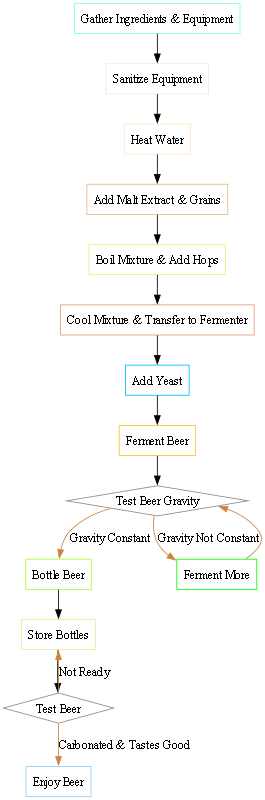 Gather Ingredients & Equipment
Sanitize Equipment
Heat Water
Add Malt Extract & Grains
Boil Mixture & Add Hops
Cool Mixture & Transfer to Fermenter
Add Yeast
Ferment Beer
Test Beer Gravity
Gravity Constant
Gravity Not Constant
Bottle Beer
Ferment More
Store Bottles
Not Ready
Test Beer
Carbonated & Tastes Good
Enjoy Beer